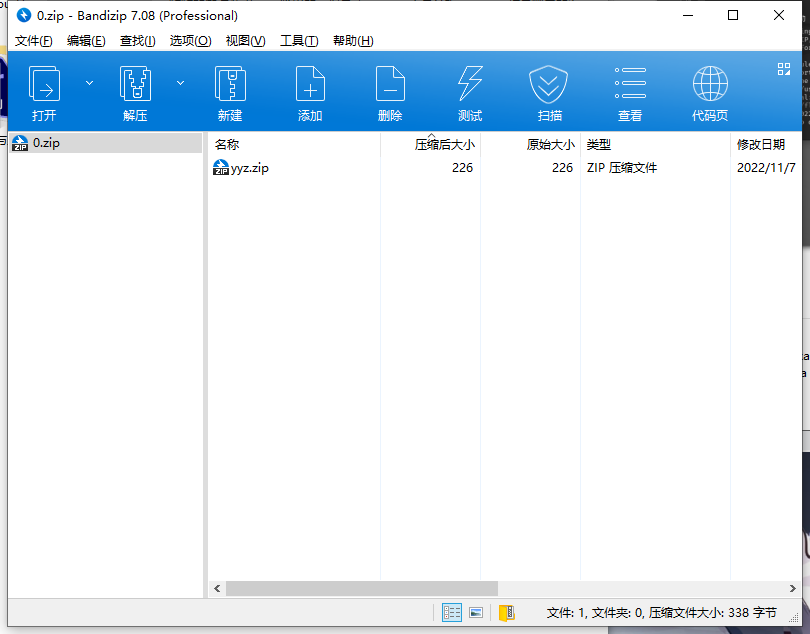 0.zip - Bandizip 7.08 (Professional)
文件(F) 编辑(E) 查找(I) 选项(O) 视图(V) 工具(T) 帮助(H)
打开 解压 新建 添加 删除 测试 扫描 查看 代码页
0.zip
名称 压缩后大小 原始大小 类型 修改日期
ZIP yyz.zip 226 226 ZIP 压缩文件 2022/11/7
文件: 1, 文件夹: 0, 压缩文件大小: 338 字节